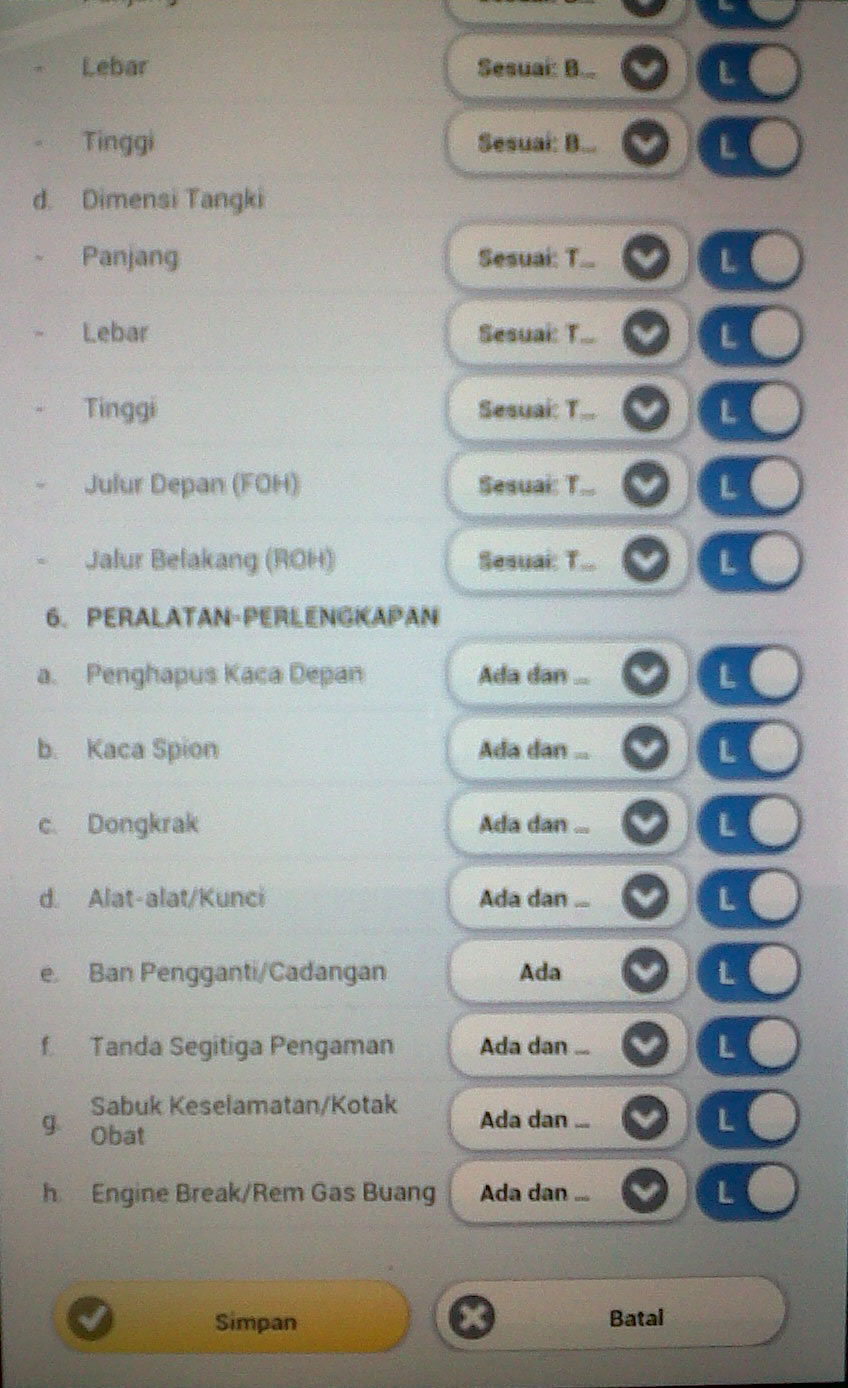 - Lebar Sesuai: B... L
- Tinggi Sesuai: B... L
d. Dimensi Tangki
- Panjang Sesuai: T... L
- Lebar Sesuai: T... L
- Tinggi Sesuai: T... L
- Julur Depan (FOH) Sesuai: T... L
- Jalur Belakang (ROH) Sesuai: T... L
6. PERALATAN-PERLENGKAPAN
a. Penghapus Kaca Depan Ada dan ... L
b. Kaca Spion Ada dan ... L
c. Dongkrak Ada dan ... L
d. Alat-alat/Kunci Ada dan ... L
e. Ban Pengganti/Cadangan Ada L
f. Tanda Segitiga Pengaman Ada dan ... L
g. Sabuk Keselamatan/Kotak Ada dan ... L
Obat
h. Engine Break/Rem Gas Buang Ada dan ... L
Simpan Batal